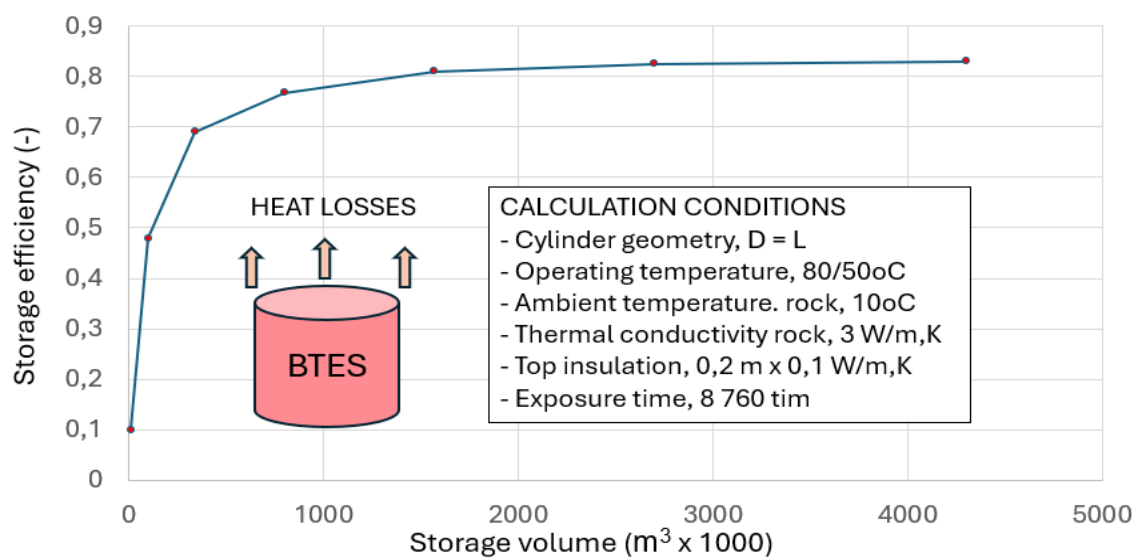 0,9
0,8
0,7
0,6
0,5
0,4
0,3
0,2
0,1
0
Storage efficiency (-)
HEAT LOSSES
BTES
CALCULATION CONDITIONS
- Cylinder geometry, D = L
- Operating temperature, 80/50oC
- Ambient temperature. rock, 10oC
- Thermal conductivity rock, 3 W/m,K
- Top insulation, 0,2 m x 0,1 W/m,K
- Exposure time, 8 760 tim
0 1000 2000 3000 4000 5000
Storage volume (m³ x 1000)